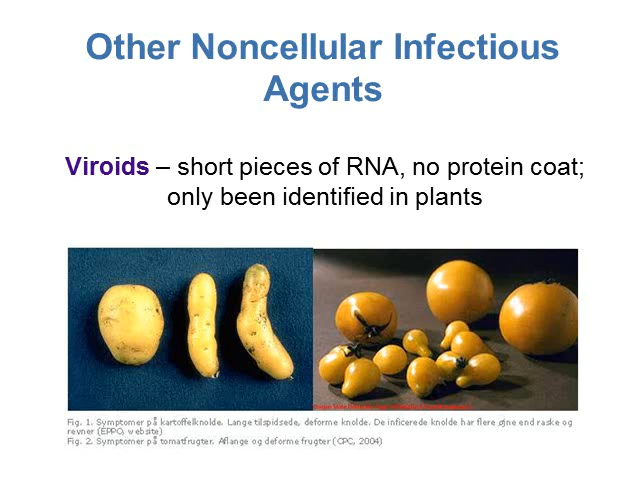 Other Noncellular Infectious
Agents
Viroids – short pieces of RNA, no protein coat;
only been identified in plants
Fig. 1. Symptomer på kartoffelknolde. Lange tilspidsede, deforme knolde. De inficerede knolde har flere øjne end raske og
revner (EPPO, website)
Fig. 2. Symptomer på tomatfrugter. Aflange og deforme frugter (CPC, 2004)